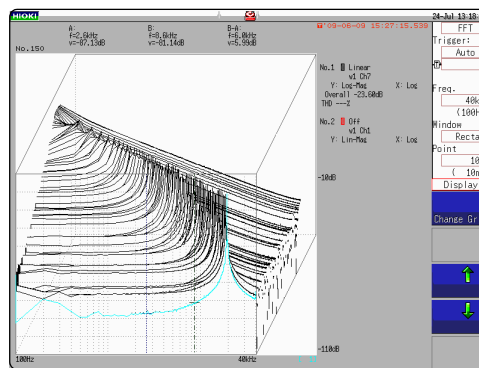 HIOKI
'09-06-09 15:27:15.539
24-Jul 13 18
No.150
A:
f=2.6kHz
v=-87.13dB
B:
f=8.6kHz
v=-81.14dB
B-A:
f=6.0kHz
v=5.99dB
No.1 Linear
w1 Ch7
Y: Log-Mag X: Log
Overall -23.60dB
THD ---%
No.2 Off
w1 Ch1
Y: Lin-Mag X: Log
-10dB
-110dB
100Hz
40kHz
FFT
Trigger:
Auto
Freq.
40k
(100H
Window
Recta
Point
10
( 10m
Display
Change Gr